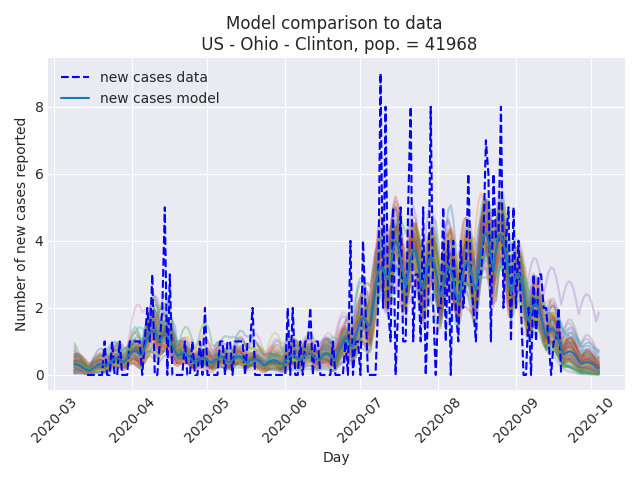 Model comparison to data
US - Ohio - Clinton, pop. = 41968
new cases data
new cases model
Number of new cases reported
8
6
4
2
0
2020-03
2020-04
2020-05
2020-06
2020-07
2020-08
2020-09
2020-10
Day